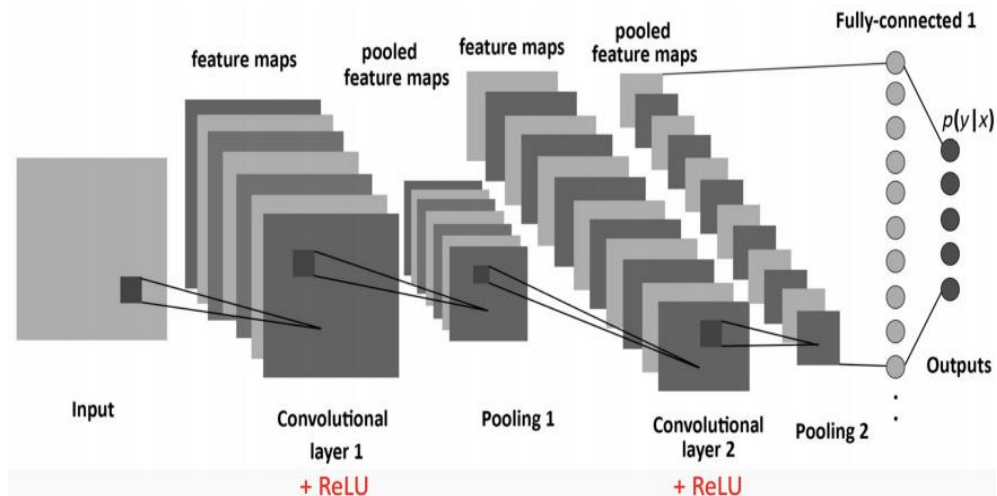 Fully-connected 1
feature maps
pooled
feature maps
feature maps
pooled
feature maps
p(y|x)
Outputs
Input
Convolutional
layer 1
Pooling 1
Convolutional
layer 2
Pooling 2
+ ReLU
+ ReLU